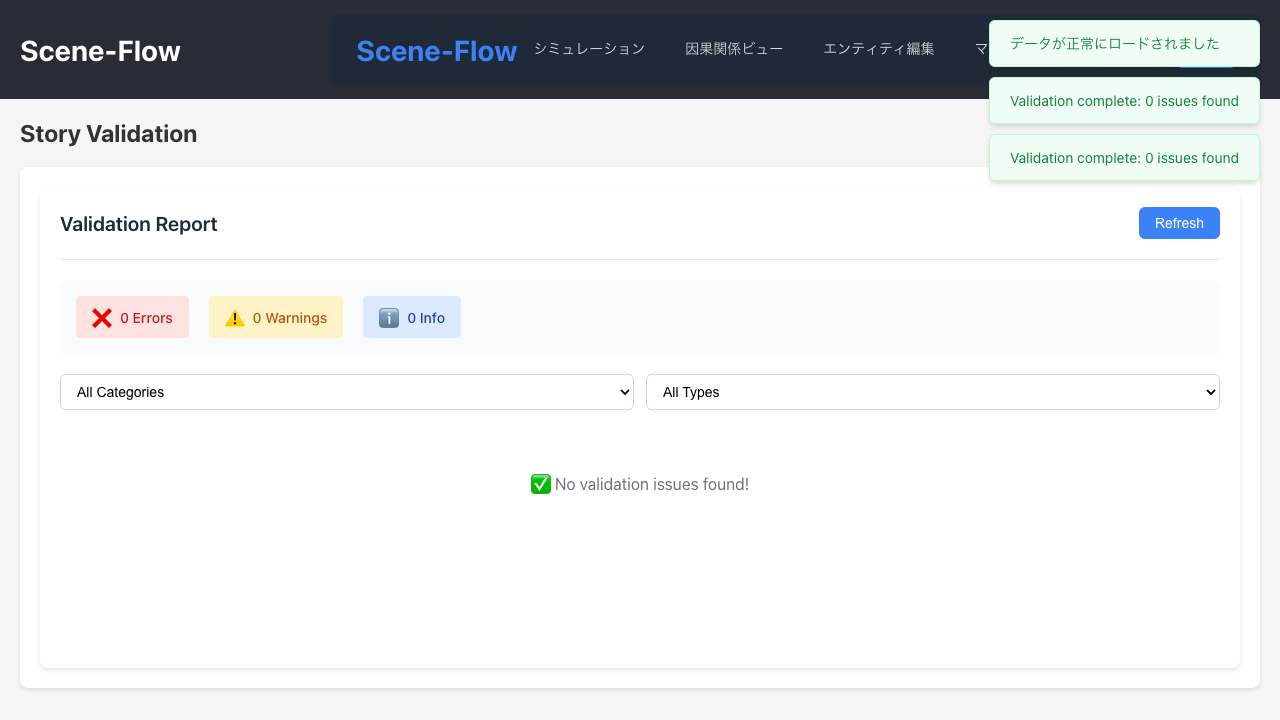 Scene-Flow
Scene-Flow
シミュレーション
因果関係ビュー
エンティティ編集
マ
データが正常にロードされました
Validation complete: 0 issues found
Validation complete: 0 issues found
Story Validation
Validation Report
Refresh
0 Errors
0 Warnings
0 Info
All Categories
All Types
No validation issues found!